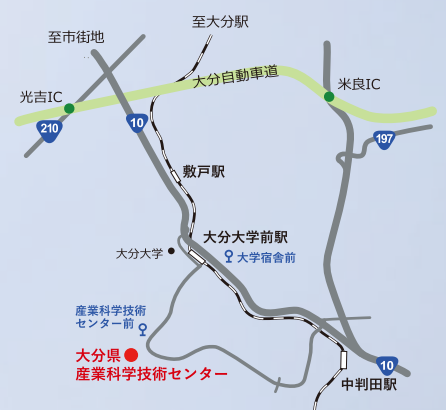 至大分駅
至市街地
大分自動車道
米良IC
光吉IC
210
10
197
敷戸駅
大分大学前駅
大分大学
大学宿舎前
産業科学技術
センター前
大分県
産業科学技術センター
10
中判田駅